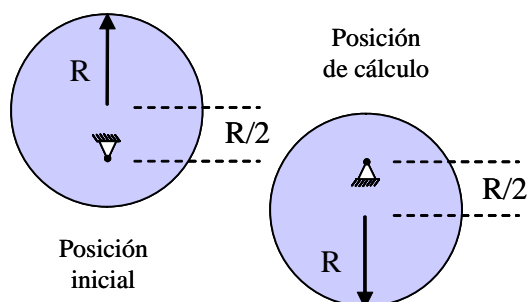 R
R/2
Posición
inicial
Posición
de cálculo
R/2
R